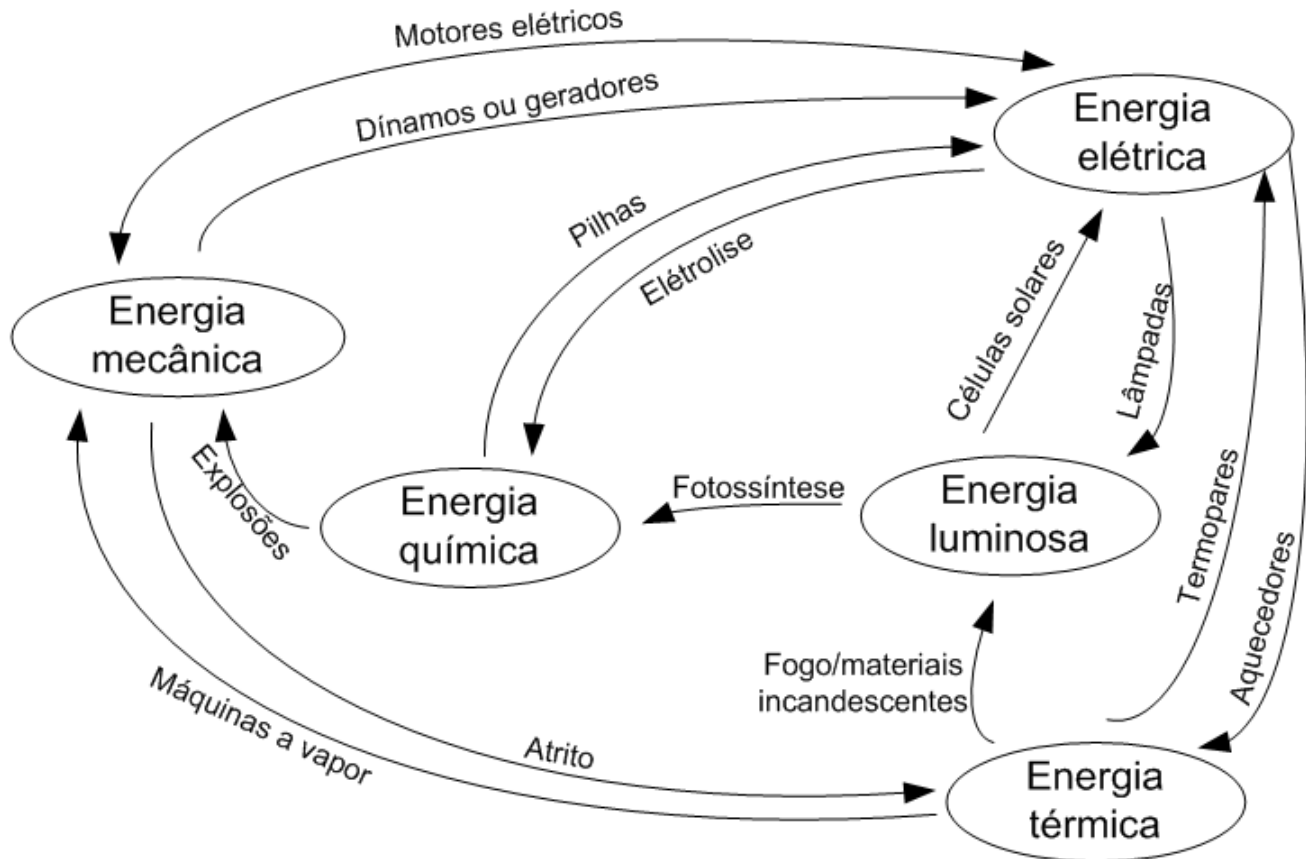 Motores elétricos
Dínamos ou geradores
Energia
elétrica
Pilhas
Elétrolise
Células solares
Lâmpadas
Energia
mecânica
Explosões
Energia
química
Fotossíntese
Energia
luminosa
Termopares
Aquecedores
Fogo/materiais
incandescentes
Máquinas a vapor
Atrito
Energia
térmica